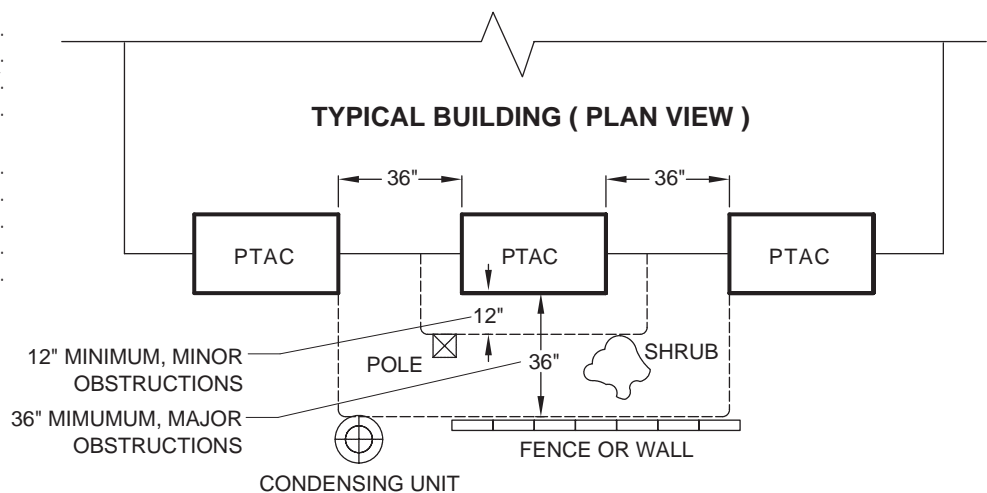 TYPICAL BUILDING ( PLAN VIEW )
36"
36"
PTAC
PTAC
PTAC
12"
12" MINIMUM, MINOR
OBSTRUCTIONS
POLE
36"
SHRUB
36" MIMUMUM, MAJOR
OBSTRUCTIONS
FENCE OR WALL
CONDENSING UNIT